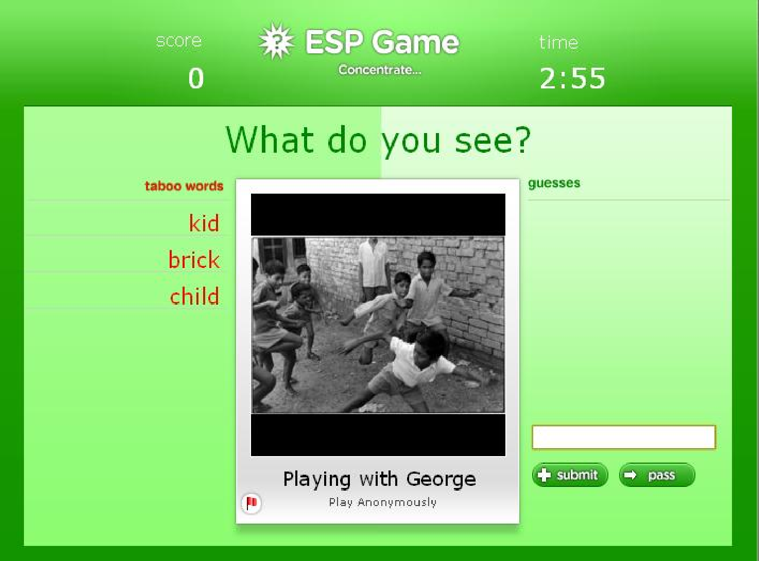 score
ESP Game
time
0
Concentrate...
2:55
What do you see?
taboo words
guesses
kid
brick
child
submit
pass
Playing with George
Play Anonymously